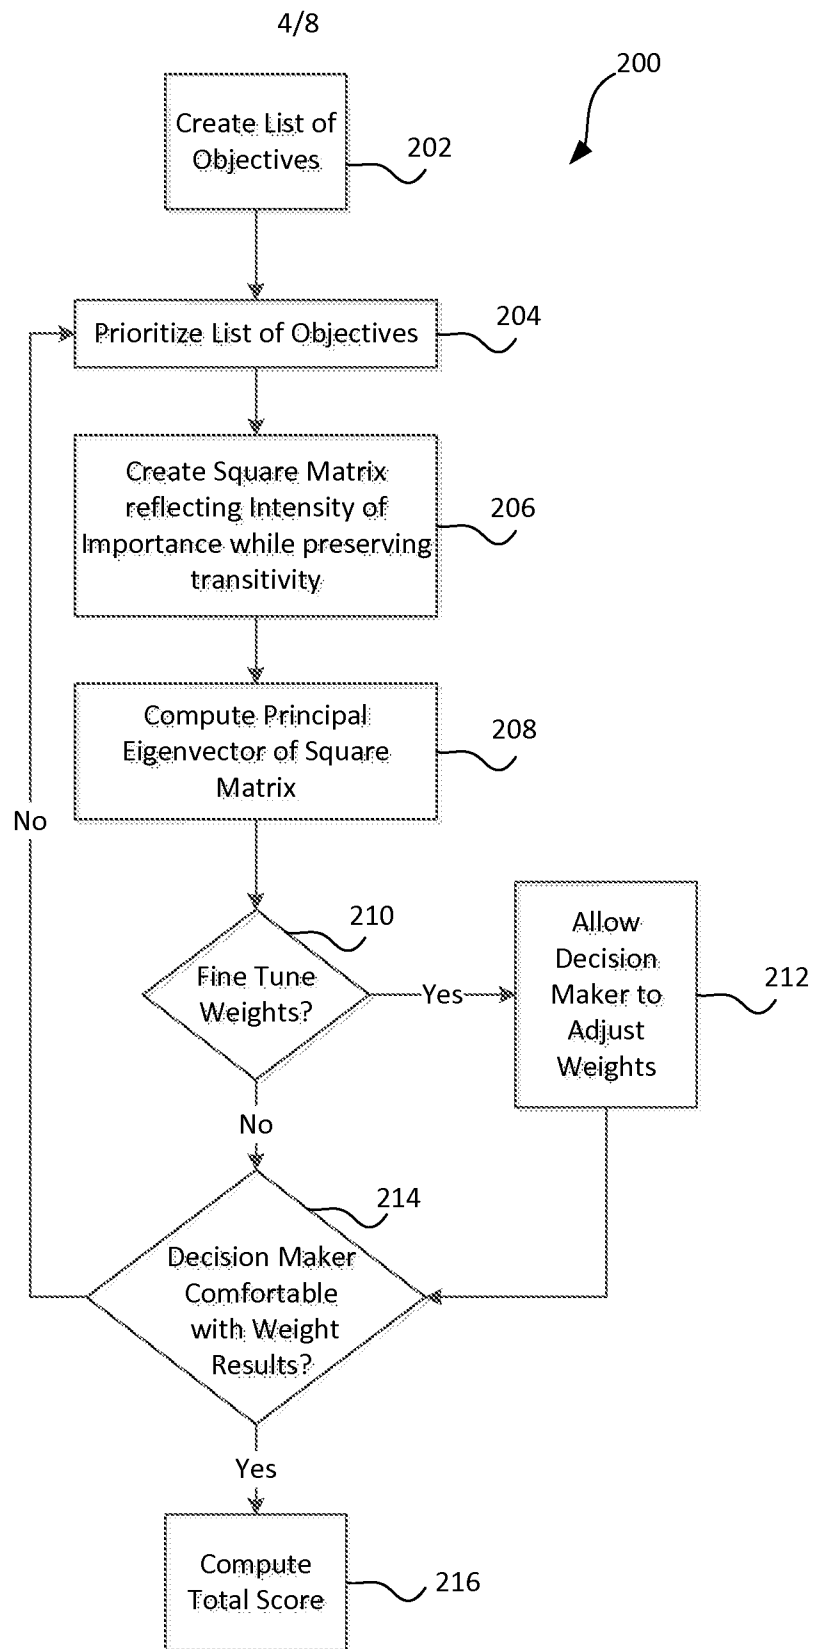 4/8
200
Create List of
Objectives
202
Prioritize List of Objectives
204
Create Square Matrix
reflecting Intensity of
Importance while preserving
transitivity
206
Compute Principal
Eigenvector of Square
Matrix
208
No
210
Fine Tune
Weights?
Yes
Allow
Decision
Maker to
Adjust
Weights
212
No
214
Decision Maker
Comfortable
with Weight
Results?
Yes
Compute
Total Score
216